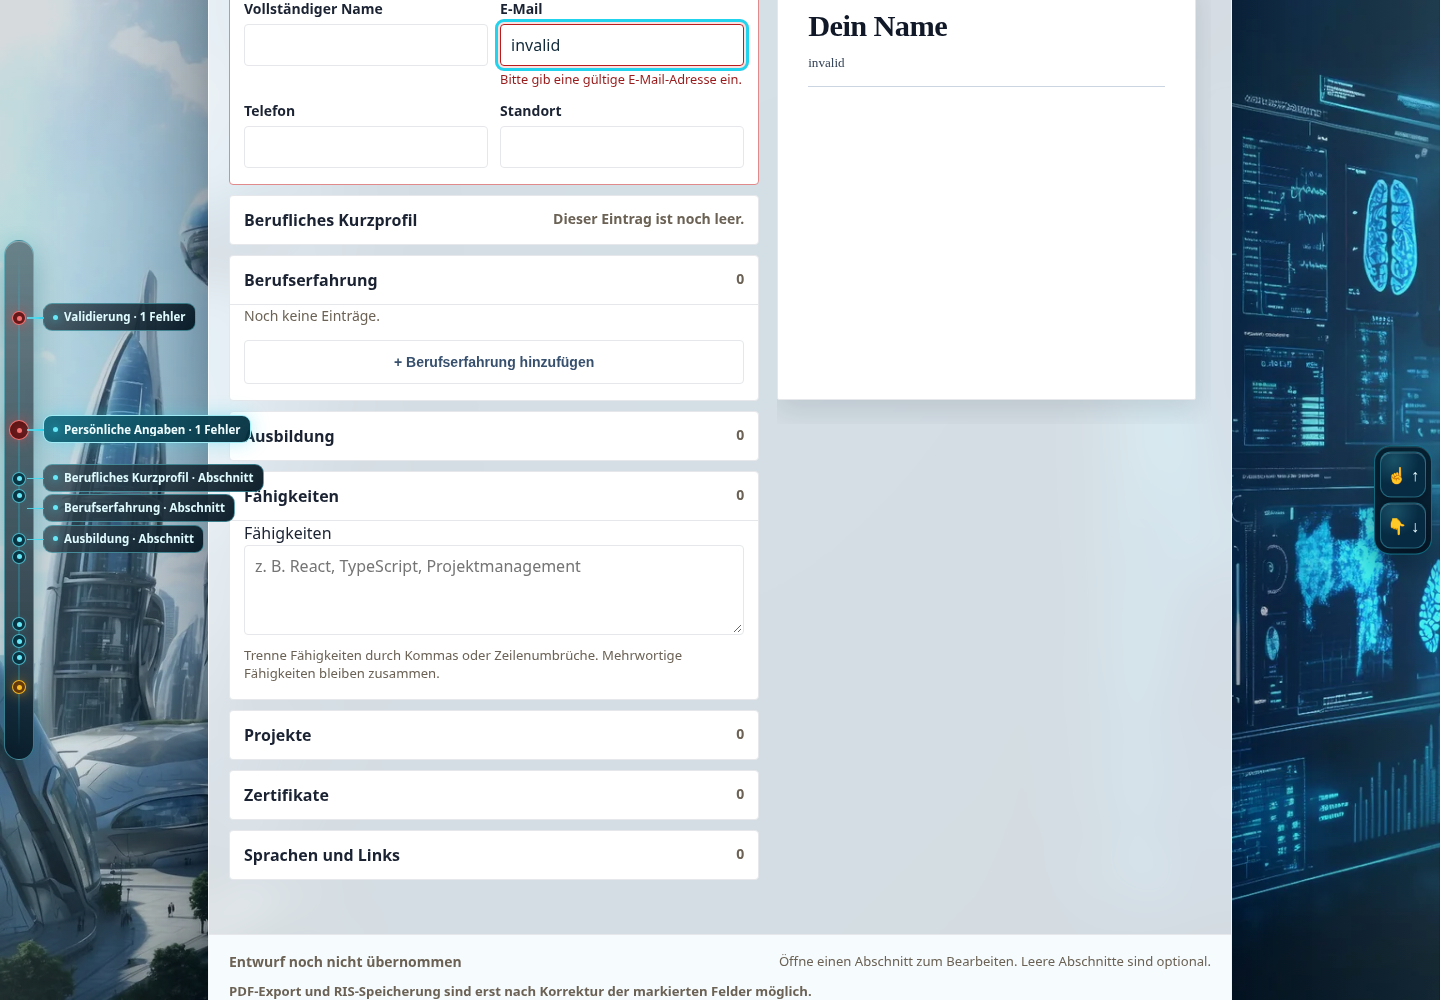 Vollständiger Name
E-Mail
invalid
Bitte gib eine gültige E-Mail-Adresse ein.
Telefon
Standort
Berufliches Kurzprofil
Dieser Eintrag ist noch leer.
Berufserfahrung
0
Noch keine Einträge.
+ Berufserfahrung hinzufügen
Ausbildung
0
Fähigkeiten
0
Fähigkeiten
z. B. React, TypeScript, Projektmanagement
Trenne Fähigkeiten durch Kommas oder Zeilenumbrüche. Mehrwortige
Fähigkeiten bleiben zusammen.
Projekte
0
Zertifikate
0
Sprachen und Links
0
Dein Name
invalid
Validierung · 1 Fehler
Persönliche Angaben · 1 Fehler
Berufliches Kurzprofil · Abschnitt
Berufserfahrung · Abschnitt
Ausbildung · Abschnitt
Entwurf noch nicht übernommen
Öffne einen Abschnitt zum Bearbeiten. Leere Abschnitte sind optional.
PDF-Export und RIS-Speicherung sind erst nach Korrektur der markierten Felder möglich.